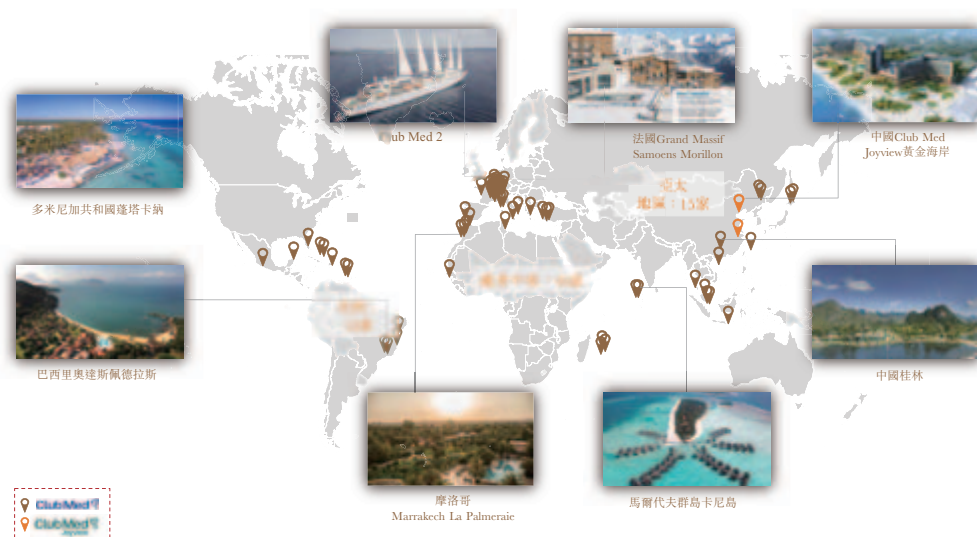 Club Med 2
法國Grand Massif
Samoens Morillon
中國Club Med
Joyview黃金海岸
多米尼加共和國蓬塔卡納
亞太
地區：15家
巴西里奧達斯佩德拉斯
中國桂林
摩洛哥
Marrakech La Palmeraie
馬爾代夫群島卡尼島
ClubMed
ClubMed
Joyview